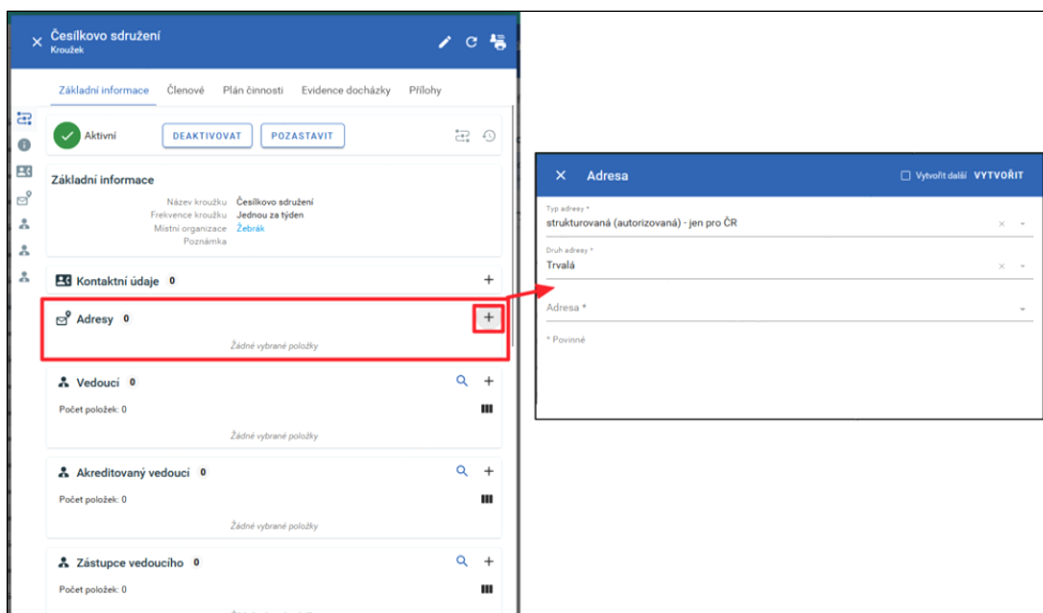 Česílkovo sdružení
Kroužek
Základní informace Členové Plán činnosti Evidence docházky Přílohy
Aktivní DEAKTIVOVAT POZASTAVIT
Základní informace
Název kroužku Česílkovo sdružení
Frekvence kroužku Jednou za týden
Místní organizace Žebrák
Poznámka
Kontaktní údaje 0
Adresy 0
Žádné vybrané položky
Vedoucí 0
Počet položek: 0
Žádné vybrané položky
Akreditovaný vedoucí 0
Počet položek: 0
Žádné vybrané položky
Zástupce vedoucího 0
Počet položek: 0
Adresa Vytvořit další VYTVOŘIT
Typ adresy *
strukturovaná (autorizovaná) - jen pro ČR
Druh adresy *
Trvalá
Adresa *
* Povinné